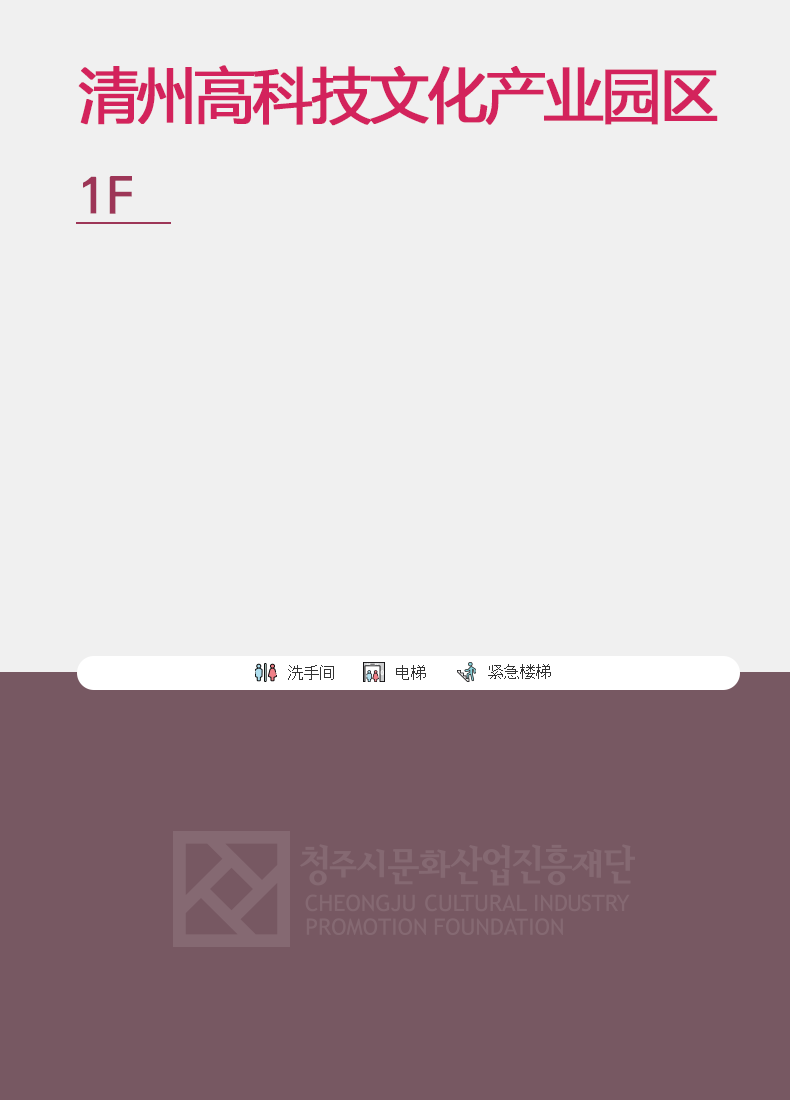 清州高科技文化产业园区
1F
洗手间 电梯 紧急楼梯
청주시문화산업진흥재단
CHEONGJU CULTURAL INDUSTRY
PROMOTION FOUNDATION